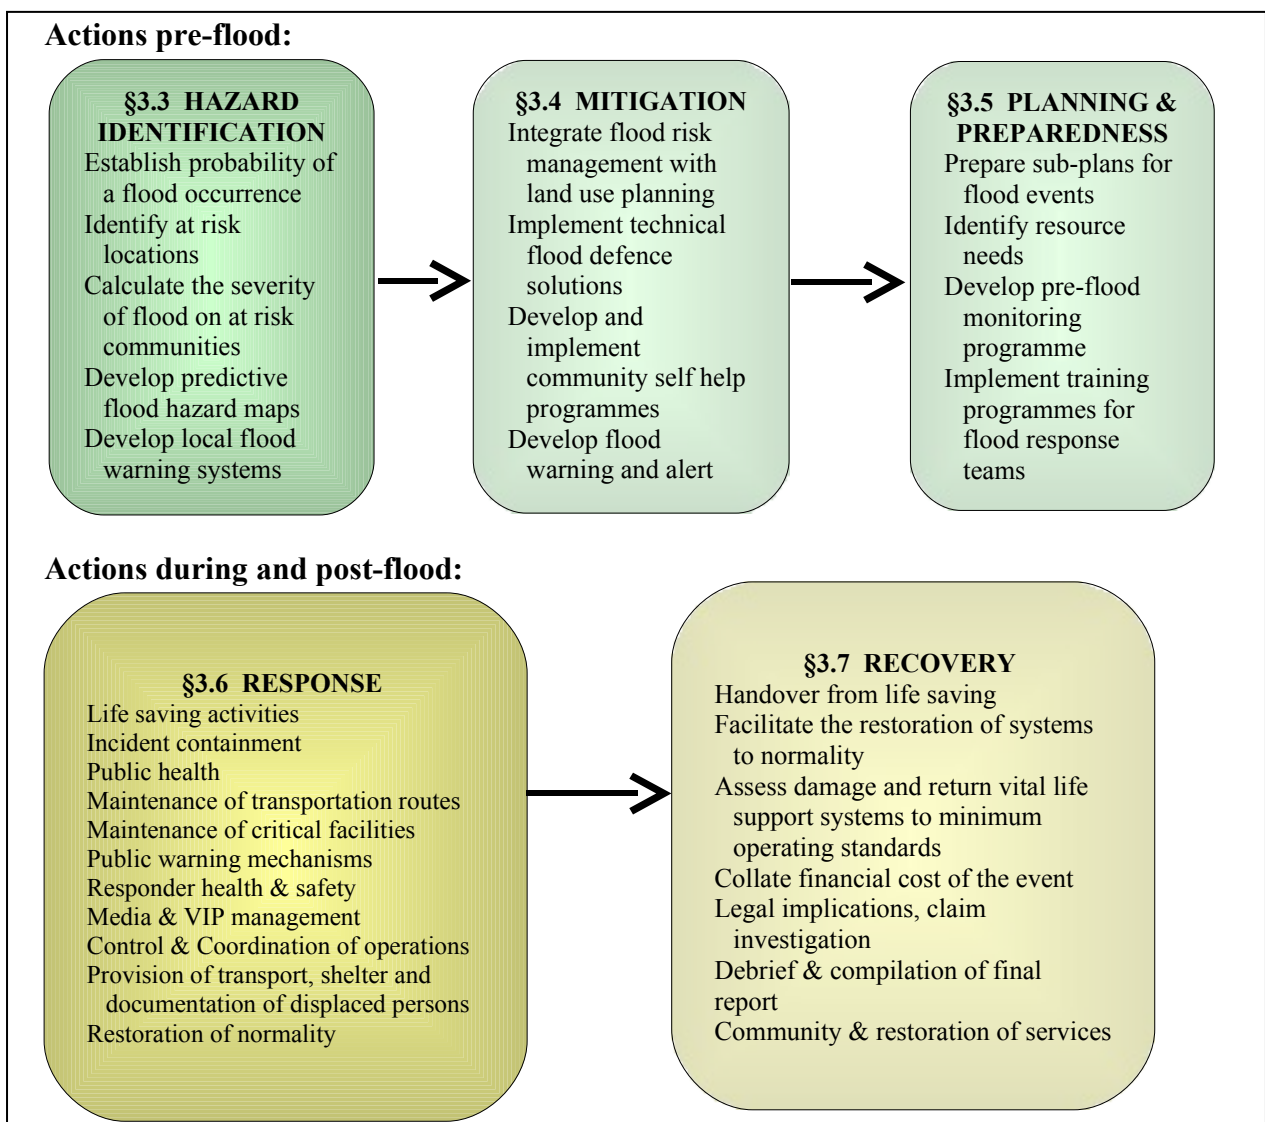 Actions pre-flood:
§3.3 HAZARD
IDENTIFICATION
Establish probability of
a flood occurrence
Identify at risk
locations
Calculate the severity
of flood on at risk
communities
Develop predictive
flood hazard maps
Develop local flood
warning systems
§3.4 MITIGATION
Integrate flood risk
management with
land use planning
Implement technical
flood defence
solutions
Develop and
implement
community self help
programmes
Develop flood
warning and alert
§3.5 PLANNING &
PREPAREDNESS
Prepare sub-plans for
flood events
Identify resource
needs
Develop pre-flood
monitoring
programme
Implement training
programmes for
flood response
teams
Actions during and post-flood:
§3.6 RESPONSE
Life saving activities
Incident containment
Public health
Maintenance of transportation routes
Maintenance of critical facilities
Public warning mechanisms
Responder health & safety
Media & VIP management
Control & Coordination of operations
Provision of transport, shelter and
documentation of displaced persons
Restoration of normality
§3.7 RECOVERY
Handover from life saving
Facilitate the restoration of systems
to normality
Assess damage and return vital life
support systems to minimum
operating standards
Collate financial cost of the event
Legal implications, claim
investigation
Debrief & compilation of final
report
Community & restoration of services